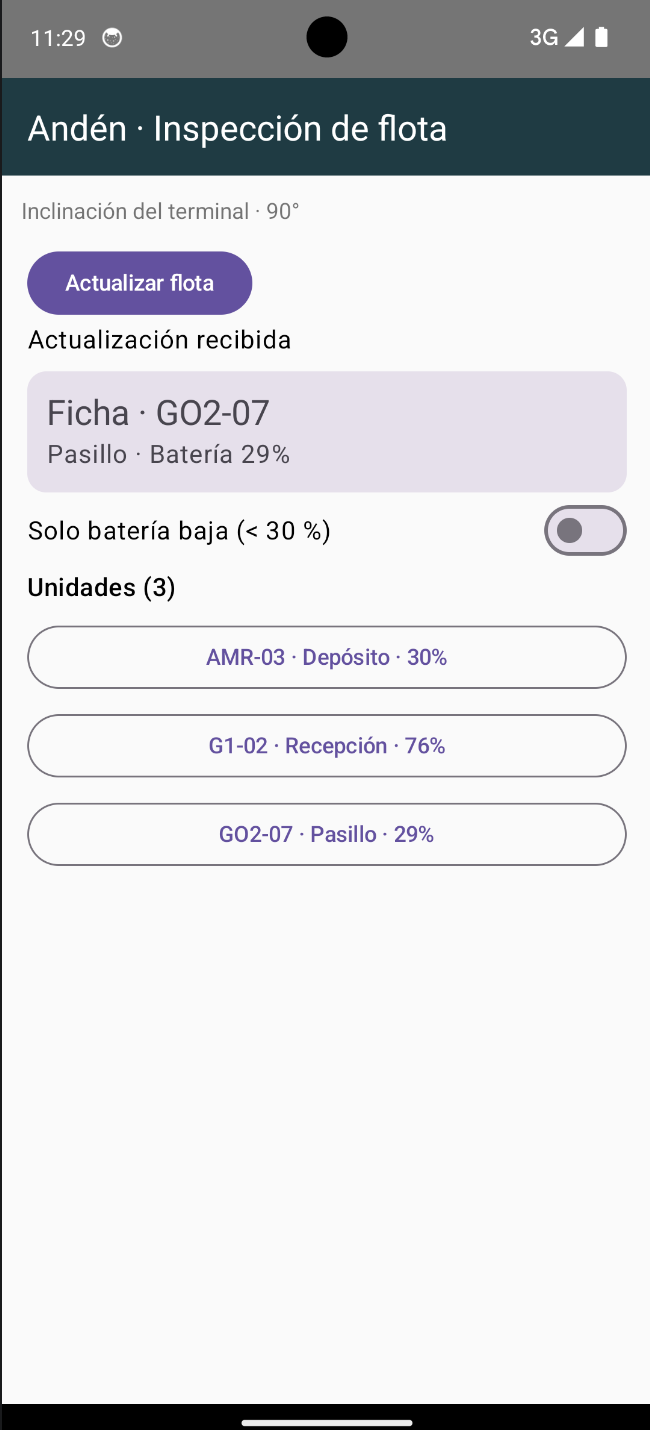 11:29
3G
Andén · Inspección de flota
Inclinación del terminal · 90°
Actualizar flota
Actualización recibida
Ficha · GO2-07
Pasillo · Batería 29%
Solo batería baja (< 30 %)
Unidades (3)
AMR-03 · Depósito · 30%
G1-02 · Recepción · 76%
GO2-07 · Pasillo · 29%